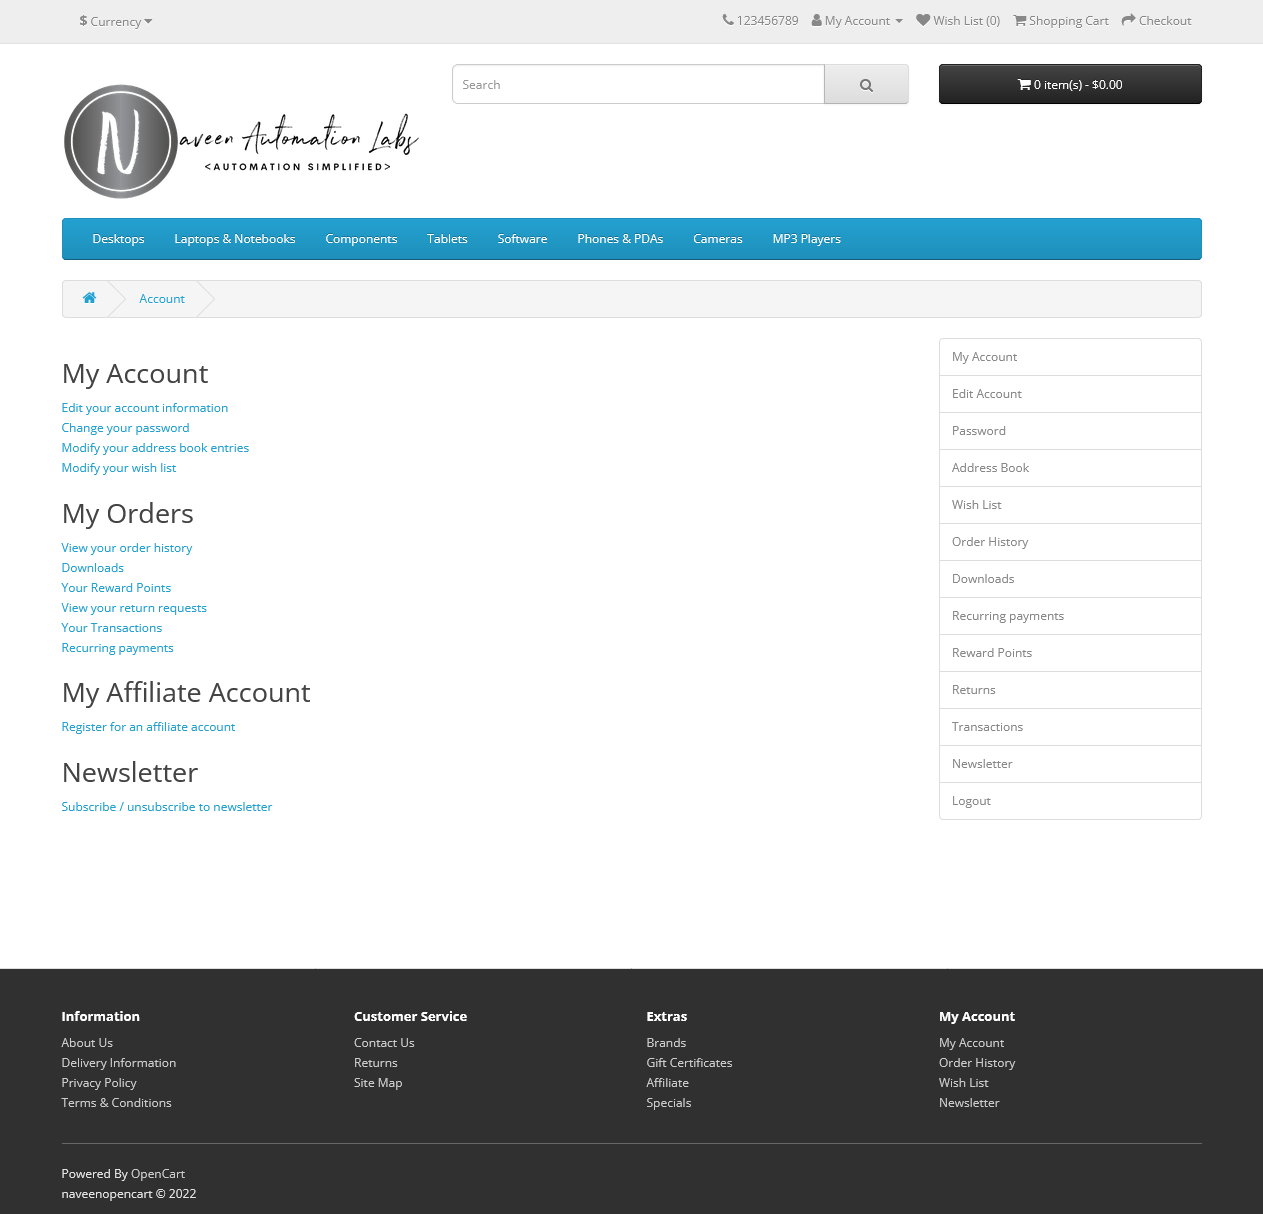 $ Currency
123456789 My Account Wish List (0) Shopping Cart Checkout
Search
0 item(s) - $0.00
N
aveen Automation Labs
<AUTOMATION SIMPLIFIED>
Desktops Laptops & Notebooks Components Tablets Software Phones & PDAs Cameras MP3 Players
Account
My Account
Edit your account information
Change your password
Modify your address book entries
Modify your wish list
My Orders
View your order history
Downloads
Your Reward Points
View your return requests
Your Transactions
Recurring payments
My Affiliate Account
Register for an affiliate account
Newsletter
Subscribe / unsubscribe to newsletter
My Account
Edit Account
Password
Address Book
Wish List
Order History
Downloads
Recurring payments
Reward Points
Returns
Transactions
Newsletter
Logout
Information
About Us
Delivery Information
Privacy Policy
Terms & Conditions
Customer Service
Contact Us
Returns
Site Map
Extras
Brands
Gift Certificates
Affiliate
Specials
My Account
My Account
Order History
Wish List
Newsletter
Powered By OpenCart
naveenopencart © 2022